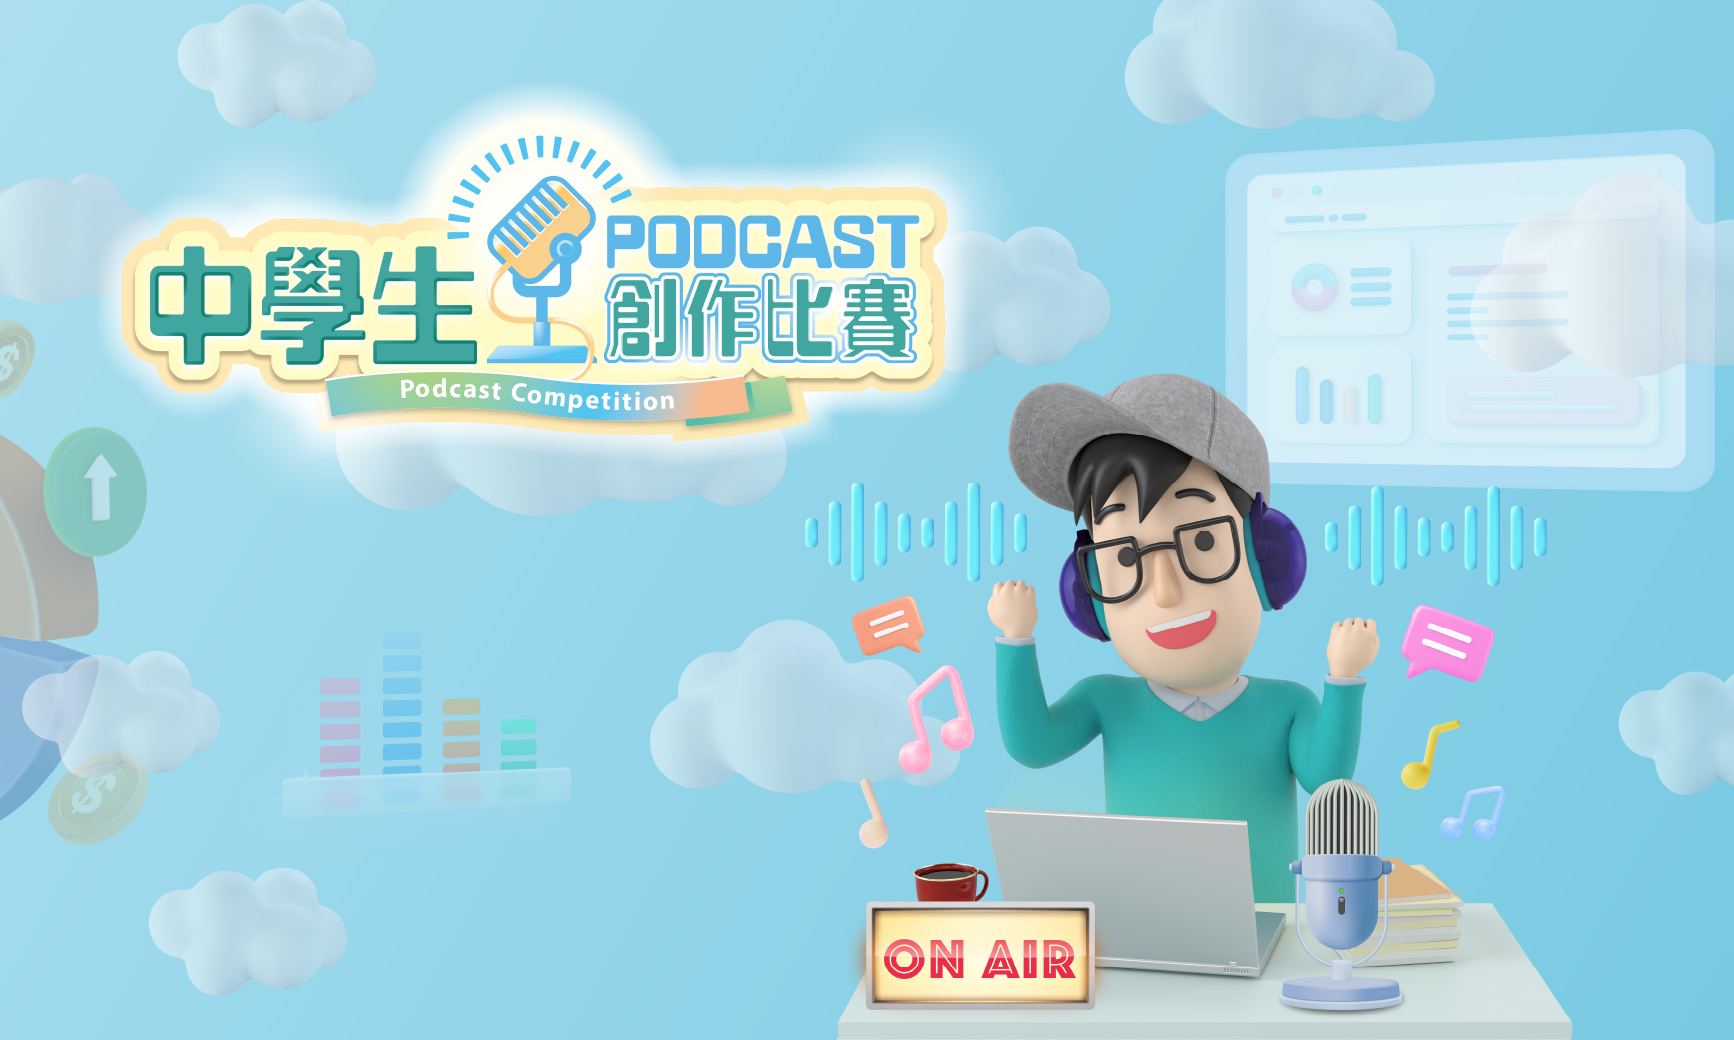 中學生
PODCAST
創作比賽
Podcast Competition
ON AIR